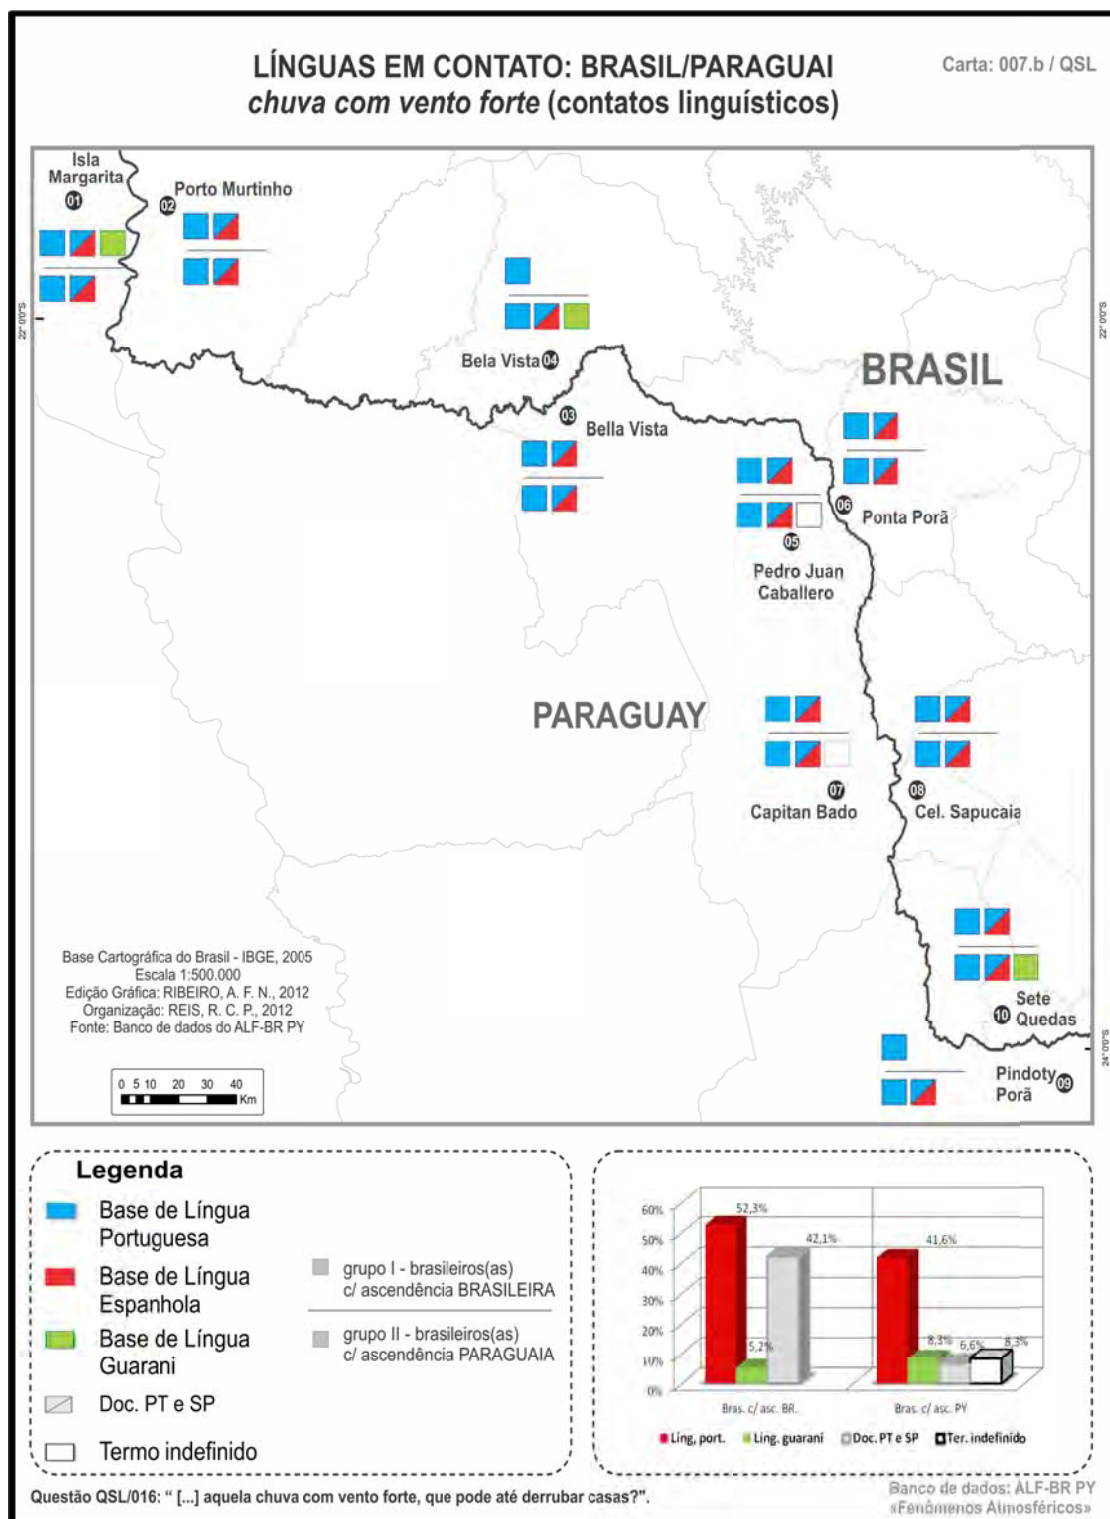 LÍNGUAS EM CONTATO: BRASIL/PARAGUAI
chuva com vento forte (contatos linguísticos)
Carta: 007.b / QSL
Isla
Margarita
01
02
Porto Murtinho
22° 0'0"S
22° 0'0"S
Bela Vista
04
BRASIL
03
Bella Vista
06
Ponta Porã
05
Pedro Juan
Caballero
PARAGUAY
07
08
Capitan Bado
Cel. Sapucaia
Base Cartográfica do Brasil - IBGE, 2005
Escala 1:500.000
Edição Gráfica: RIBEIRO, A. F. N., 2012
Organização: REIS, R. C. P., 2012
Fonte: Banco de dados do ALF-BR PY
10
Sete
Quedas
24° 0'0"S
Pindoty
Porã
09
0 5 10 20 30 40
Km
Legenda
Base de Língua
Portuguesa
Base de Língua
Espanhola
Base de Língua
Guarani
Doc. PT e SP
Termo indefinido
grupo I - brasileiros(as)
c/ ascendência BRASILEIRA
grupo II - brasileiros(as)
c/ ascendência PARAGUAIA
60%
50%
40%
30%
20%
10%
0%
52,3%
5,2%
42,1%
41,6%
8,3%
6,6%
8,3%
Bras. c/ asc. BR.
Bras. c/ asc. PY
Ling, port.
Ling. guarani
Doc. PT e SP
Ter. indefinido
Questão QSL/016: “ [...] aquela chuva com vento forte, que pode até derrubar casas?".
Banco de dados: ALF-BR PY
«Fenômenos Atmosféricos»